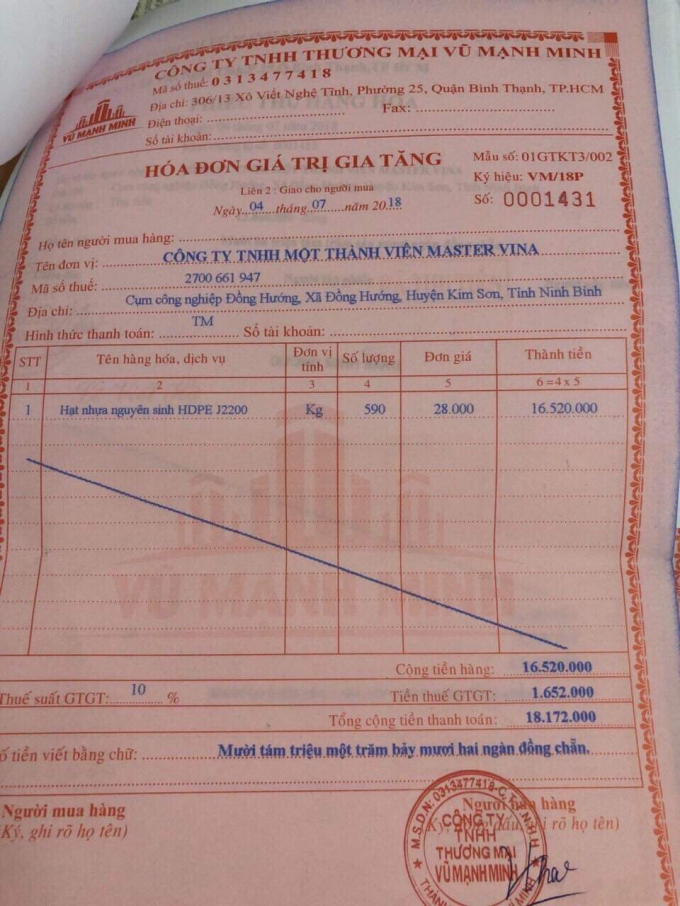 CÔNG TY TNHH THƯƠNG MẠI VŨ MẠNH MINH
Mã số thuế: 0313477418
Địa chỉ: 306/13 Xô Viết Nghệ Tĩnh, Phường 25, Quận Bình Thạnh, TP.HCM
Điện thoại: Fax:
Số tài khoản:
VŨ MẠNH MINH
HÓA ĐƠN GIÁ TRỊ GIA TĂNG
Liên 2: Giao cho người mua
Ngày 04 tháng 07 năm 2018
Mẫu số: 01GTKT3/002
Ký hiệu: VM/18P
Số: 0001431
Họ tên người mua hàng:
Tên đơn vị: CÔNG TY TNHH MỘT THÀNH VIÊN MASTER VINA
Mã số thuế: 2700 661 947
Địa chỉ: Cụm công nghiệp Đồng Hướng, Xã Đồng Hướng, Huyện Kim Sơn, Tỉnh Ninh Bình
Hình thức thanh toán: TM Số tài khoản:
STT Tên hàng hóa, dịch vụ Đơn vị tính Số lượng Đơn giá Thành tiền
1 2 3 4 5 6 = 4 x 5
1 Hạt nhựa nguyên sinh HDPE J2200 Kg 590 28.000 16.520.000
VŨ MẠNH MINH
Cộng tiền hàng: 16.520.000
Thuế suất GTGT: 10 % Tiền thuế GTGT: 1.652.000
Tổng cộng tiền thanh toán: 18.172.000
ố tiền viết bằng chữ: Mười tám triệu một trăm bảy mươi hai ngàn đồng chẵn.
Người mua hàng Người bán hàng
(Ký, ghi rõ họ tên) (Ký, đóng dấu, ghi rõ họ tên)
M.S.D.N: 0313477418-C.T.T.N.H.H
CÔNG TY
TNHH
THƯƠNG MẠI
VŨ MẠNH MINH